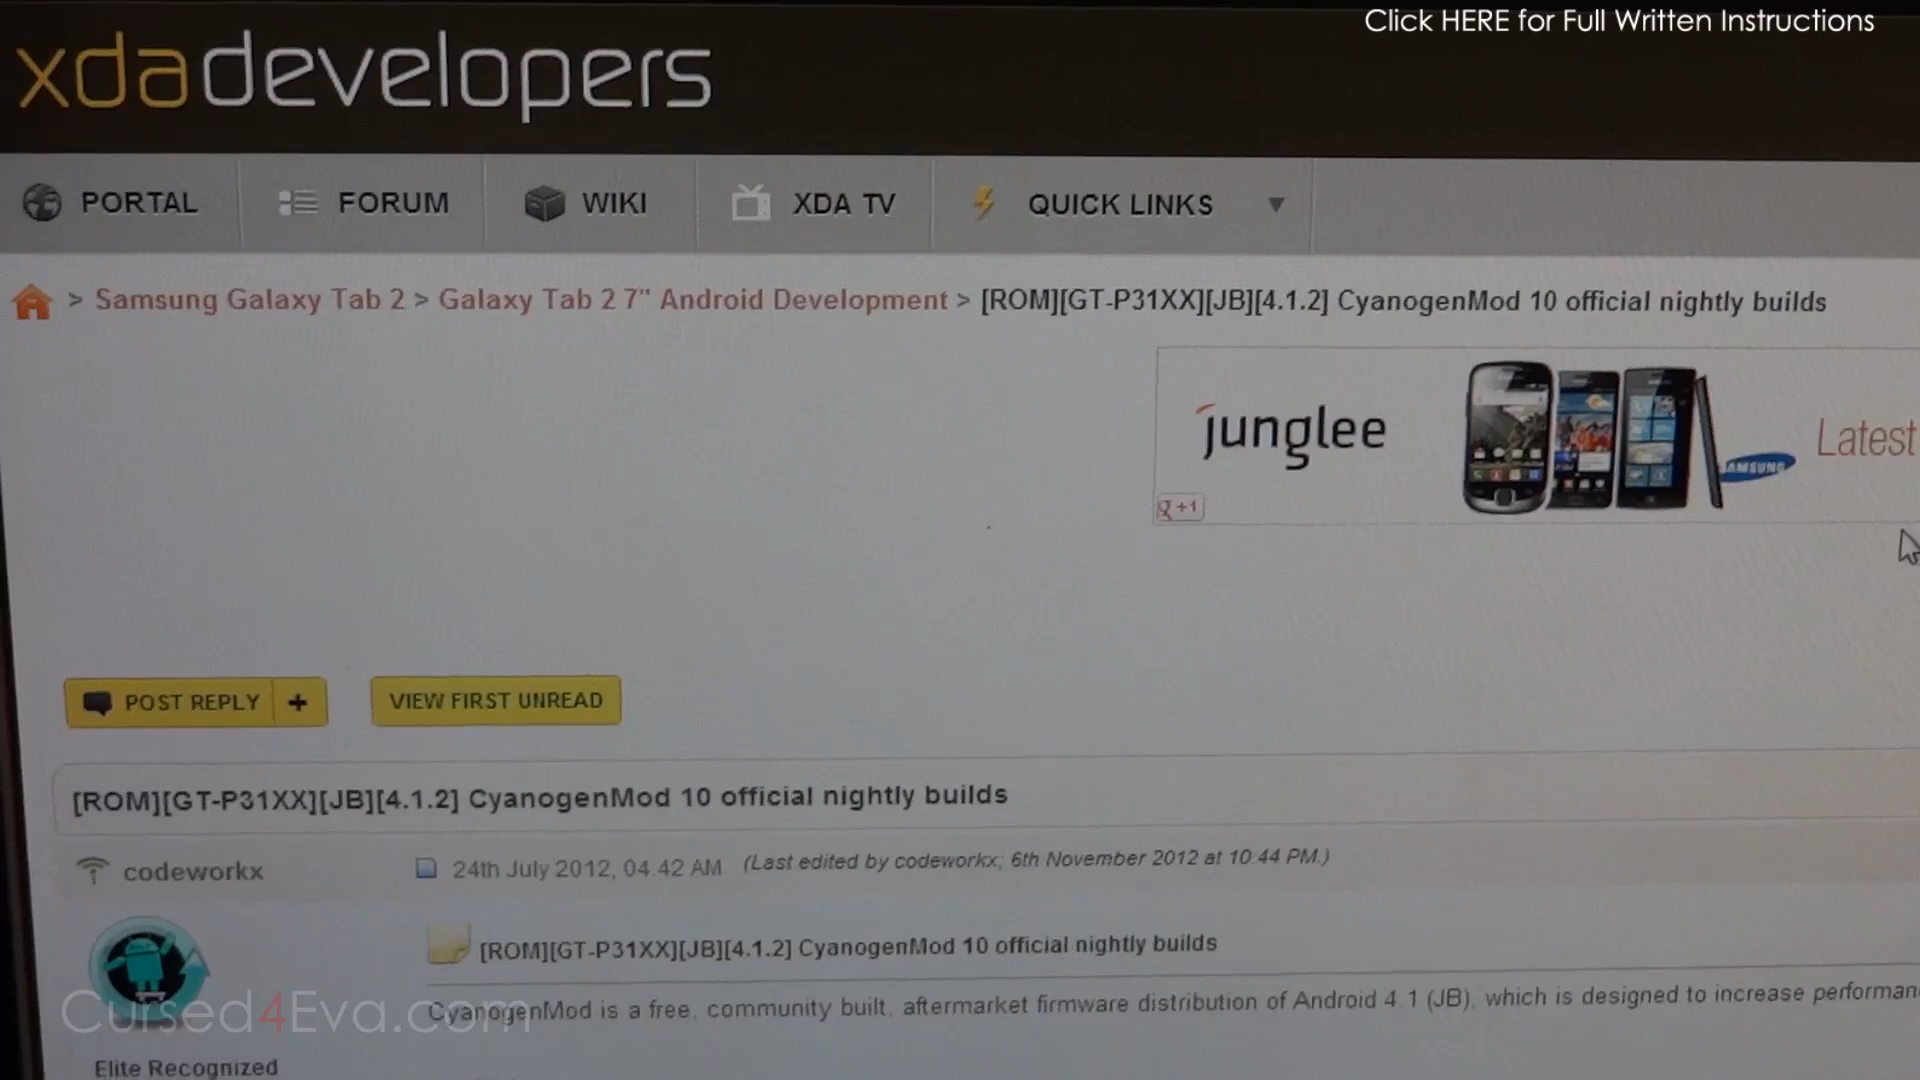 Click HERE for Full Written Instructions
xdadevelopers
PORTAL FORUM WIKI XDA TV QUICK LINKS
> Samsung Galaxy Tab 2 > Galaxy Tab 2 7" Android Development > [ROM][GT-P31XX][JB][4.1.2] CyanogenMod 10 official nightly builds
junglee
SAMSUNG
Latest
g +1
POST REPLY +
VIEW FIRST UNREAD
[ROM][GT-P31XX][JB][4.1.2] CyanogenMod 10 official nightly builds
codeworkx
24th July 2012, 04:42 AM (Last edited by codeworkx; 6th November 2012 at 10:44 PM.)
[ROM][GT-P31XX][JB][4.1.2] CyanogenMod 10 official nightly builds
CyanogenMod is a free, community built, aftermarket firmware distribution of Android 4.1 (JB), which is designed to increase performan
Cursed4Eva.com
Elite Recognized